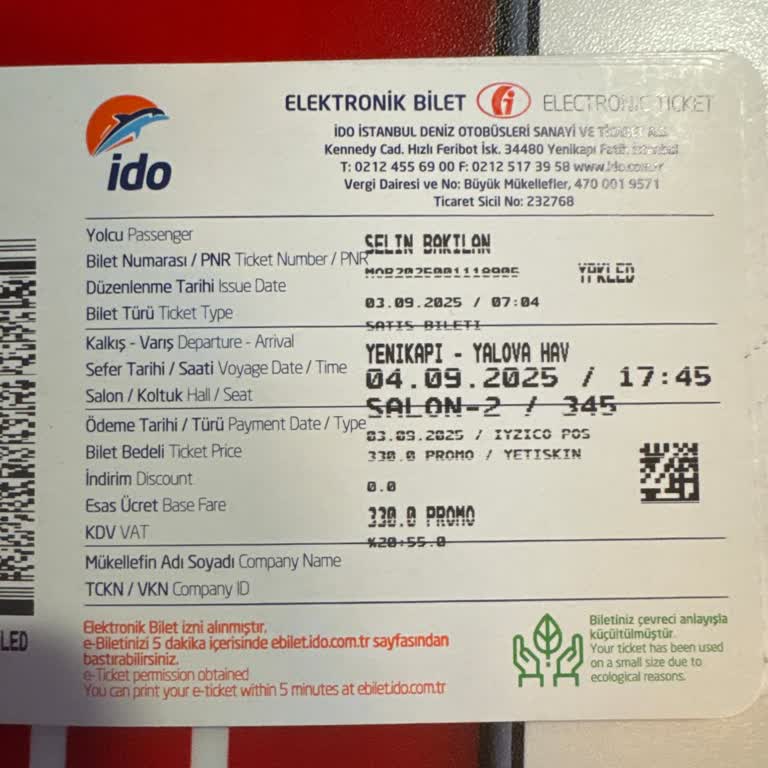 ido
ELEKTRONİK BİLET ELECTRONIC TICKET
İDO İSTANBUL DENİZ OTOBÜSLERİ SANAYİ VE TİCARET A.Ş.
Kennedy Cad. Hızlı Feribot İsk. 34480 Yenikapı Fatih
T: 0212 455 69 00 F: 0212 517 39 58 www.ido.com.tr
Vergi Dairesi ve No: Büyük Mükellefler, 470 001 9571
Ticaret Sicil No: 232768
Yolcu Passenger SELIN BAKILAN
Bilet Numarası / PNR Ticket Number / PNR YPKLED
Düzenlenme Tarihi Issue Date 03.09.2025 / 07:04
Bilet Türü Ticket Type SATIS BILETI
Kalkış - Varış Departure - Arrival YENIKAPI - YALOVA HAV
Sefer Tarihi / Saati Voyage Date / Time 04.09.2025 / 17:45
Salon / Koltuk Hall / Seat SALON-2 / 345
Ödeme Tarihi / Türü Payment Date / Type 03.09.2025 / IYZICO POS
Bilet Bedeli Ticket Price 330.0 PROMO / YETISKIN
İndirim Discount 0.0
Esas Ücret Base Fare 330.0 PROMO
KDV VAT %20:55.0
Mükellefin Adı Soyadı Company Name
TCKN / VKN Company ID
LED
Elektronik Bilet izni alınmıştır.
e-Biletinizi 5 dakika içerisinde ebilet.ido.com.tr sayfasından
bastırabilirsiniz.
e-Ticket permission obtained
You can print your e-ticket within 5 minutes at ebilet.ido.com.tr
Biletiniz çevreci anlayışla
küçültülmüştür.
Your ticket has been used
on a small size due to
ecological reasons.